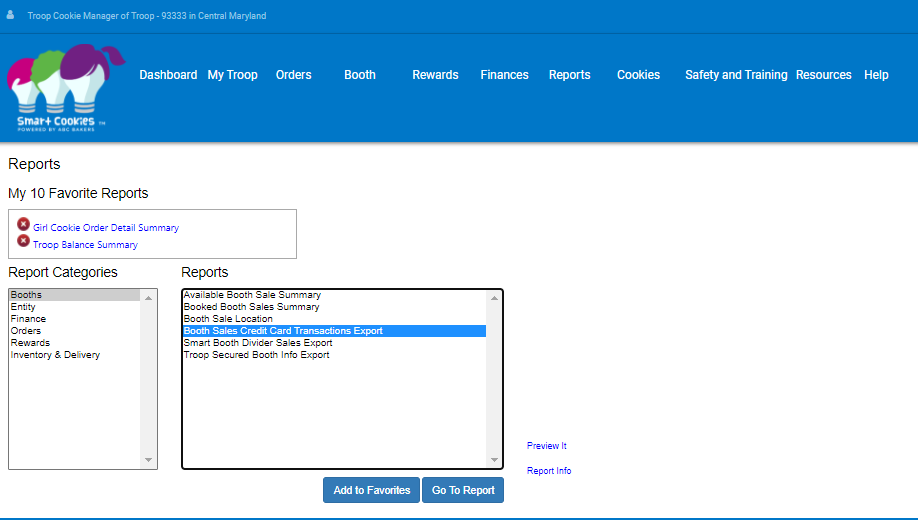 Troop Cookie Manager of Troop - 93333 in Central Maryland
Smart Cookies TM
POWERED BY ABC BAKERS
Dashboard My Troop Orders Booth Rewards Finances Reports Cookies Safety and Training Resources Help
Reports
My 10 Favorite Reports
Girl Cookie Order Detail Summary
Troop Balance Summary
Report Categories
Booths
Entity
Finance
Orders
Rewards
Inventory & Delivery
Reports
Available Booth Sale Summary
Booked Booth Sales Summary
Booth Sale Location
Booth Sales Credit Card Transactions Export
Smart Booth Divider Sales Export
Troop Secured Booth Info Export
Preview It
Report Info
Add to Favorites Go To Report